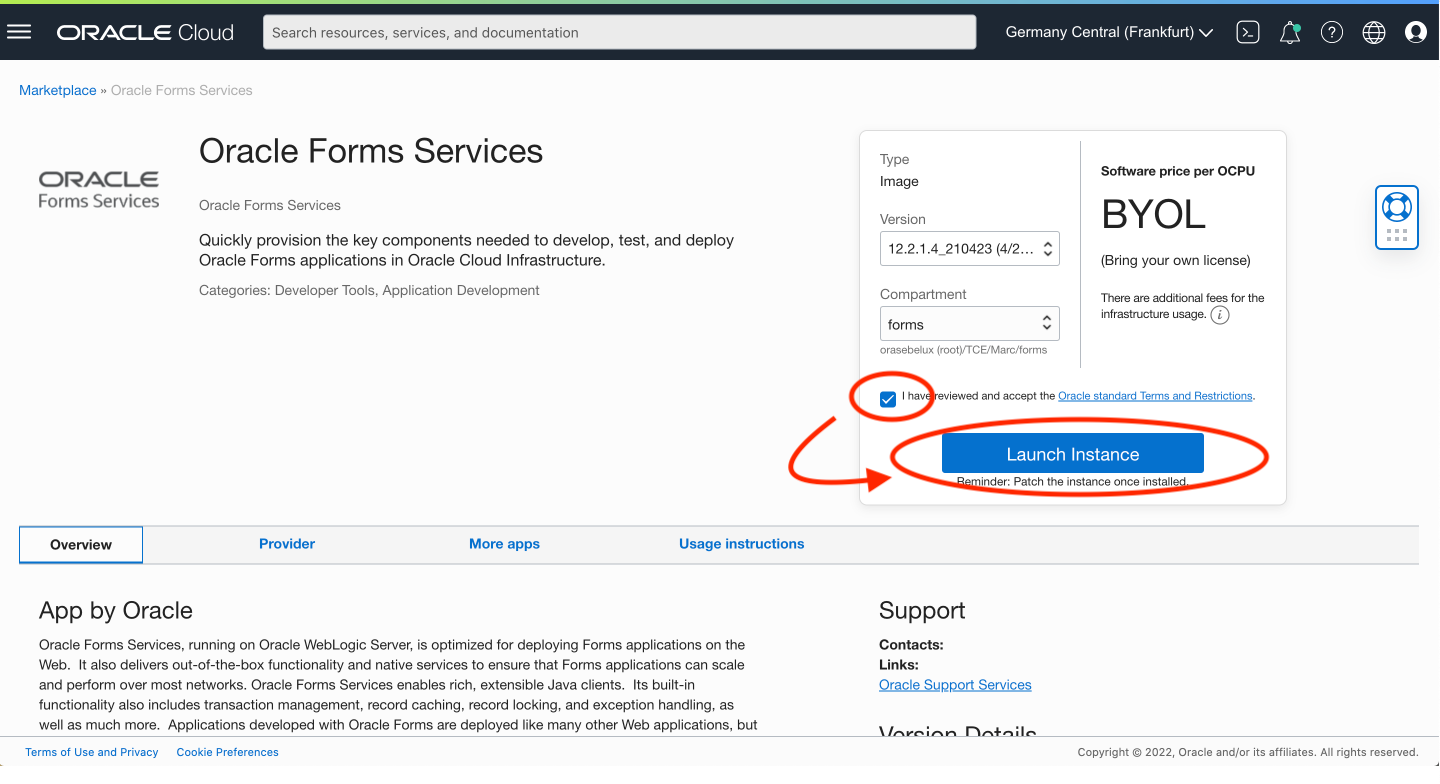 ORACLE Cloud
Search resources, services, and documentation
Germany Central (Frankfurt)
Marketplace » Oracle Forms Services
ORACLE
Forms Services
Oracle Forms Services
Oracle Forms Services
Quickly provision the key components needed to develop, test, and deploy
Oracle Forms applications in Oracle Cloud Infrastructure.
Categories: Developer Tools, Application Development
Type
Image
Version
12.2.1.4_210423 (4/2...
Compartment
forms
orasebelux (root)/TCE/Marc/forms
Software price per OCPU
BYOL
(Bring your own license)
There are additional fees for the
infrastructure usage. i
I have reviewed and accept the Oracle standard Terms and Restrictions.
Launch Instance
Reminder: Patch the instance once installed.
Overview
Provider
More apps
Usage instructions
App by Oracle
Oracle Forms Services, running on Oracle WebLogic Server, is optimized for deploying Forms applications on the
Web.  It also delivers out-of-the-box functionality and native services to ensure that Forms applications can scale
and perform over most networks. Oracle Forms Services enables rich, extensible Java clients.  Its built-in
functionality also includes transaction management, record caching, record locking, and exception handling, as
well as much more.  Applications developed with Oracle Forms are deployed like many other Web applications, but
Support
Contacts:
Links:
Oracle Support Services
Version Details
Terms of Use and Privacy
Cookie Preferences
Copyright © 2022, Oracle and/or its affiliates. All rights reserved.